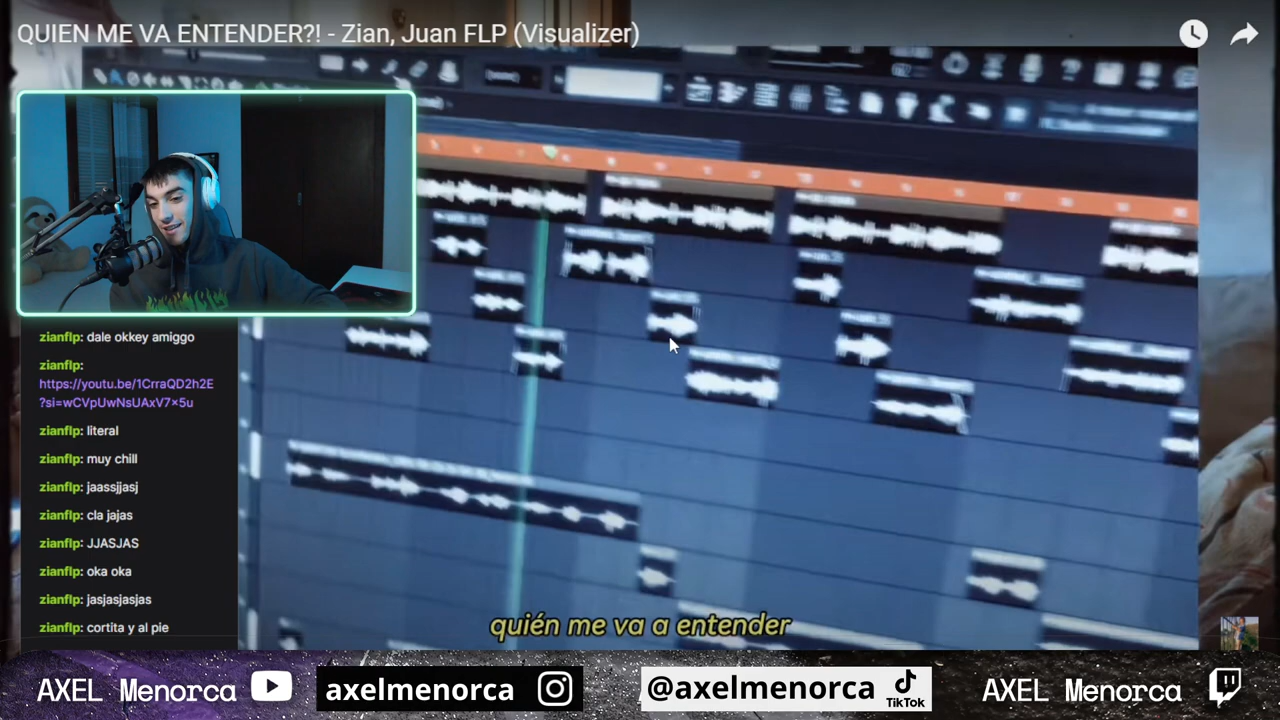 QUIEN ME VA ENTENDER?! - Zian, Juan FLP (Visualizer)
zianflp: dale okkey amiggo
zianflp:
https://youtu.be/1CrraQD2h2E
?si=wCVpUwNsUAxV7x5u
zianflp: literal
zianflp: muy chill
zianflp: jaassjjasj
zianflp: cla jajas
zianflp: JJASJAS
zianflp: oka oka
zianflp: jasjasjasjas
zianflp: cortita y al pie
quién me va a entender
AXEL Menorca
axelmenorca
@axelmenorca
TikTok
AXEL Menorca